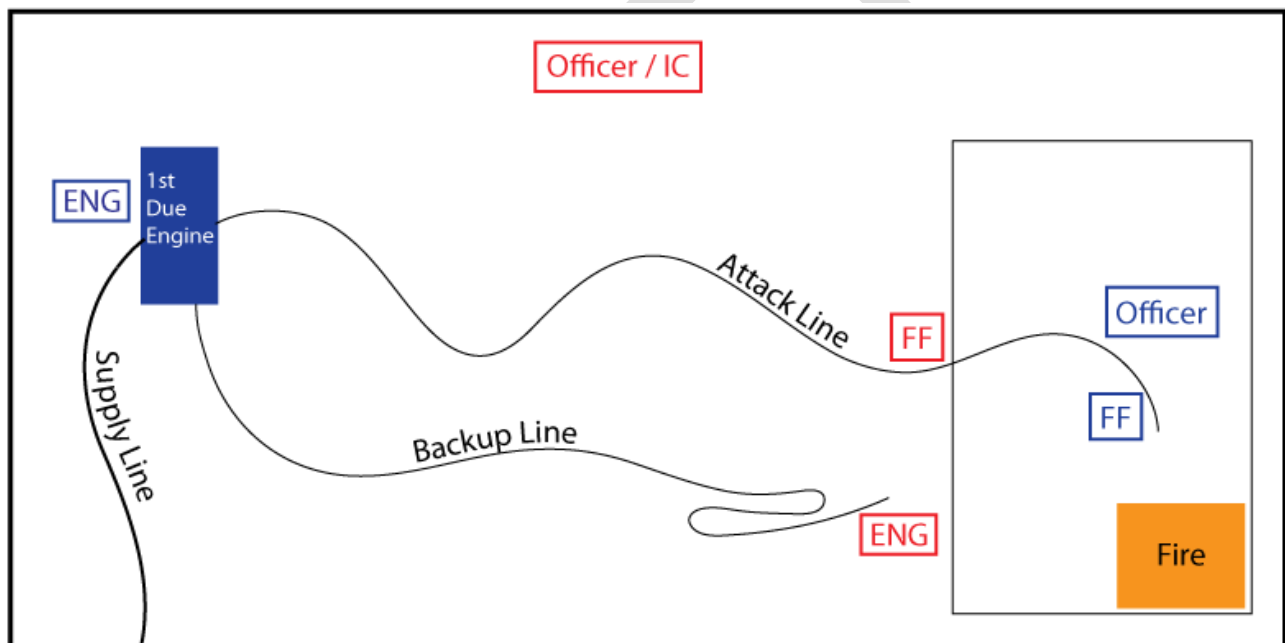 Officer / IC
ENG
1st
Due
Engine
Attack Line
Officer
FF
FF
Supply Line
Backup Line
ENG
Fire